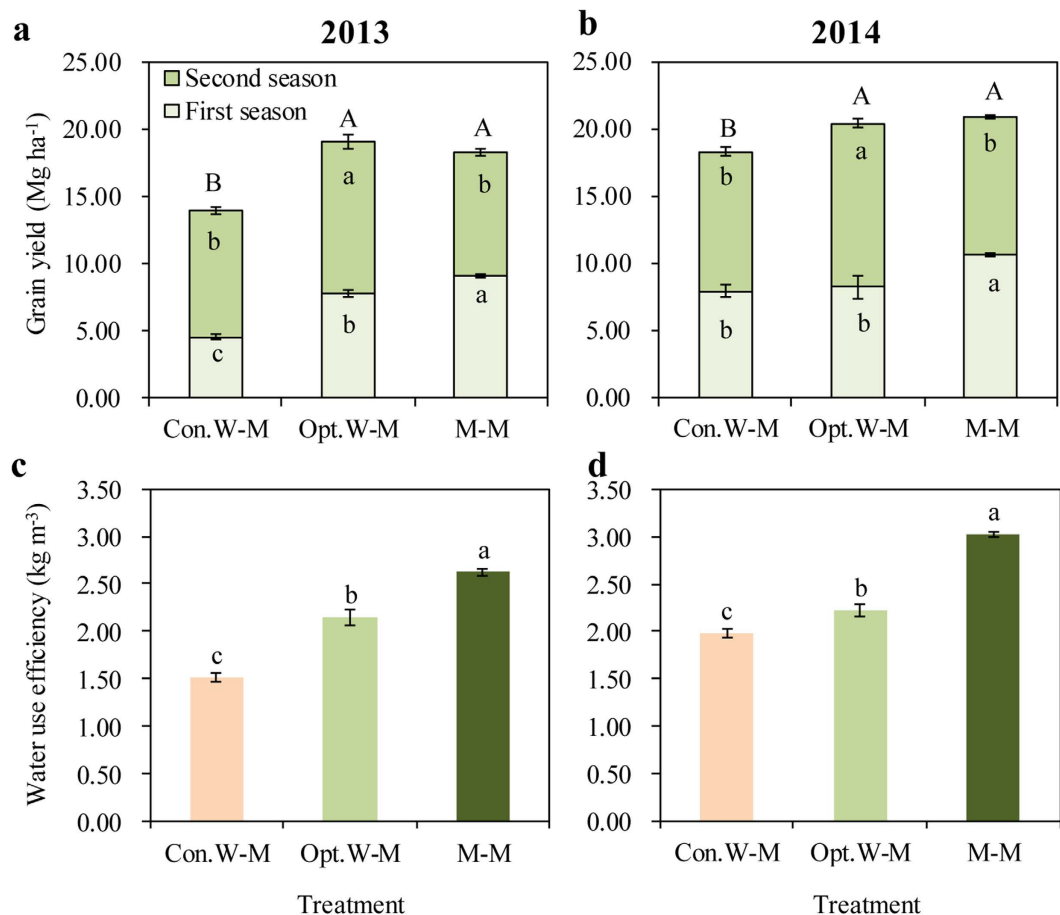 a
2013
25.00
20.00
15.00
10.00
5.00
0.00
Grain yield (Mg ha⁻¹)
Second season
First season
B
A
A
b
a
b
c
b
a
Con.W-M Opt.W-M M-M
b
2014
25.00
20.00
15.00
10.00
5.00
0.00
B
A
A
b
a
b
b
b
a
Con.W-M Opt.W-M M-M
c
3.50
3.00
2.50
2.00
1.50
1.00
0.50
0.00
Water use efficiency (kg m⁻³)
c
b
a
Con.W-M Opt.W-M M-M
Treatment
d
3.50
3.00
2.50
2.00
1.50
1.00
0.50
0.00
c
b
a
Con.W-M Opt.W-M M-M
Treatment